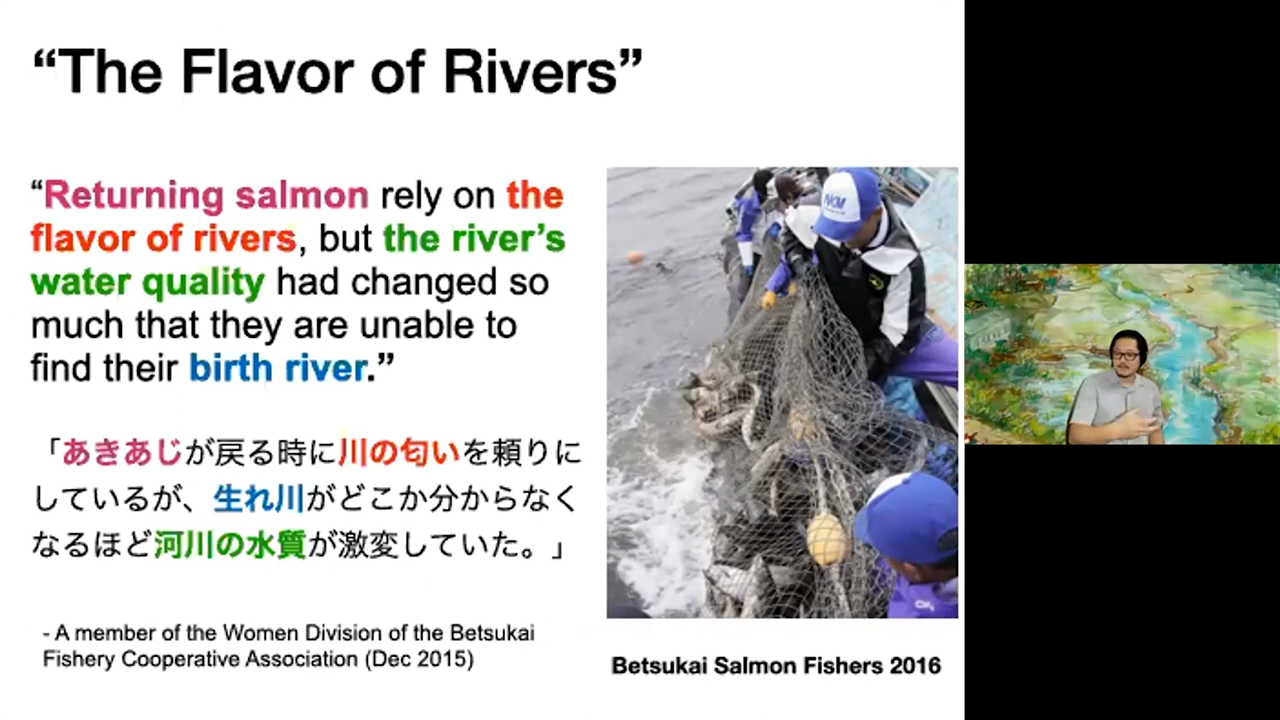 “The Flavor of Rivers”
“Returning salmon rely on the
flavor of rivers, but the river’s
water quality had changed so
much that they are unable to
find their birth river.”
「あきあじが戻る時に川の匂いを頼りに
しているが、生れ川がどこか分からなく
なるほど河川の水質が激変していた。」
- A member of the Women Division of the Betsukai
Fishery Cooperative Association (Dec 2015)
Betsukai Salmon Fishers 2016